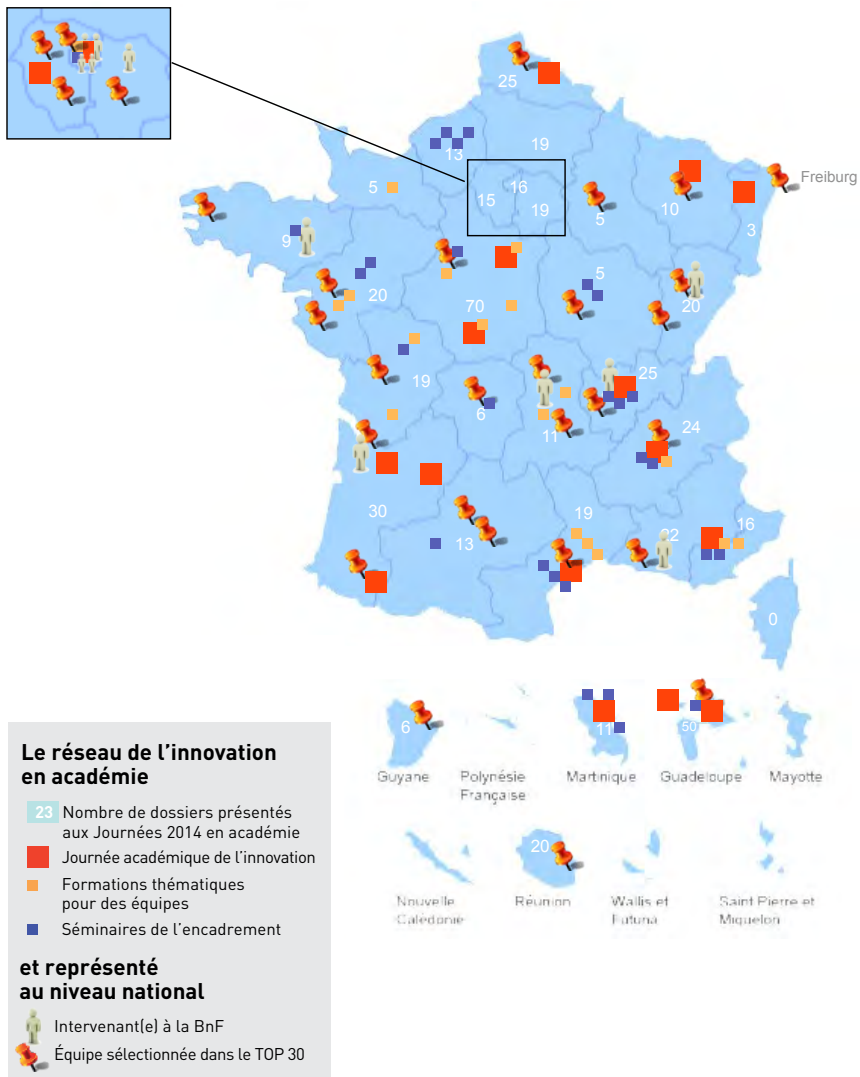 25
19
13
5
16
15
19
5
10
3
Freiburg
9
20
70
5
20
19
6
11
25
24
30
13
19
22
16
0
6
11
50
Guyane
Polynésie
Française
Martinique
Guadeloupe
Mayotte
20
Nouvelle
Calédonie
Réunion
Wallis et
Futuna
Saint Pierre et
Miquelon
Le réseau de l'innovation
en académie
23 Nombre de dossiers présentés
aux Journées 2014 en académie
Journée académique de l'innovation
Formations thématiques
pour des équipes
Séminaires de l'encadrement
et représenté
au niveau national
Intervenant(e) à la BnF
Équipe sélectionnée dans le TOP 30